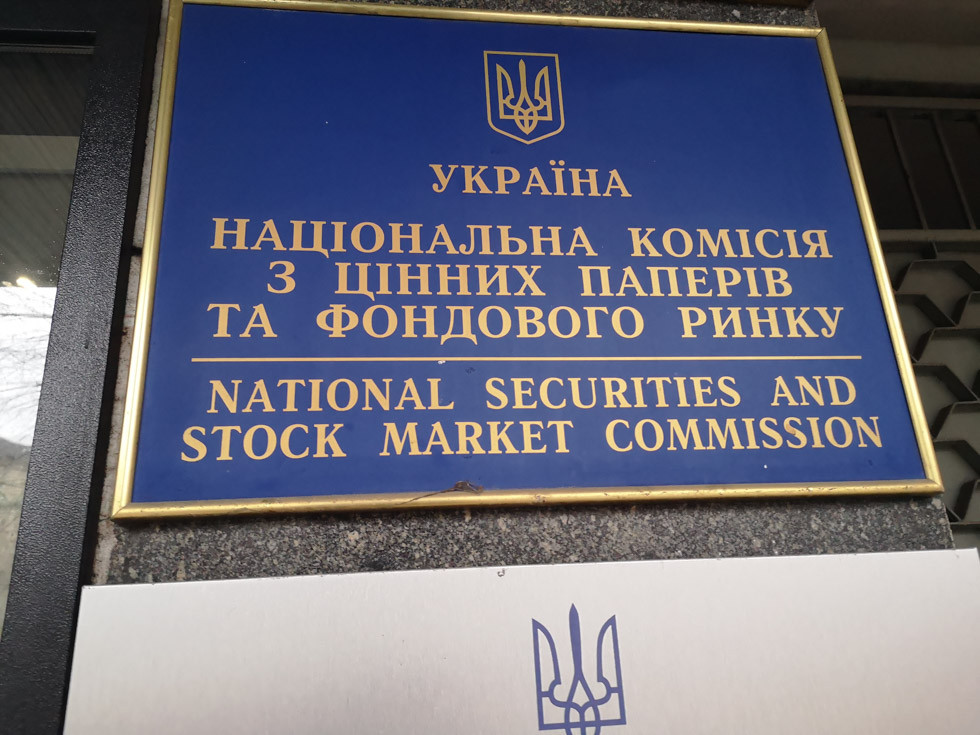 УКРАЇНА
НАЦІОНАЛЬНА КОМІСІЯ
З ЦІННИХ ПАПЕРІВ
ТА ФОНДОВОГО РИНКУ
NATIONAL SECURITIES AND
STOCK MARKET COMMISSION